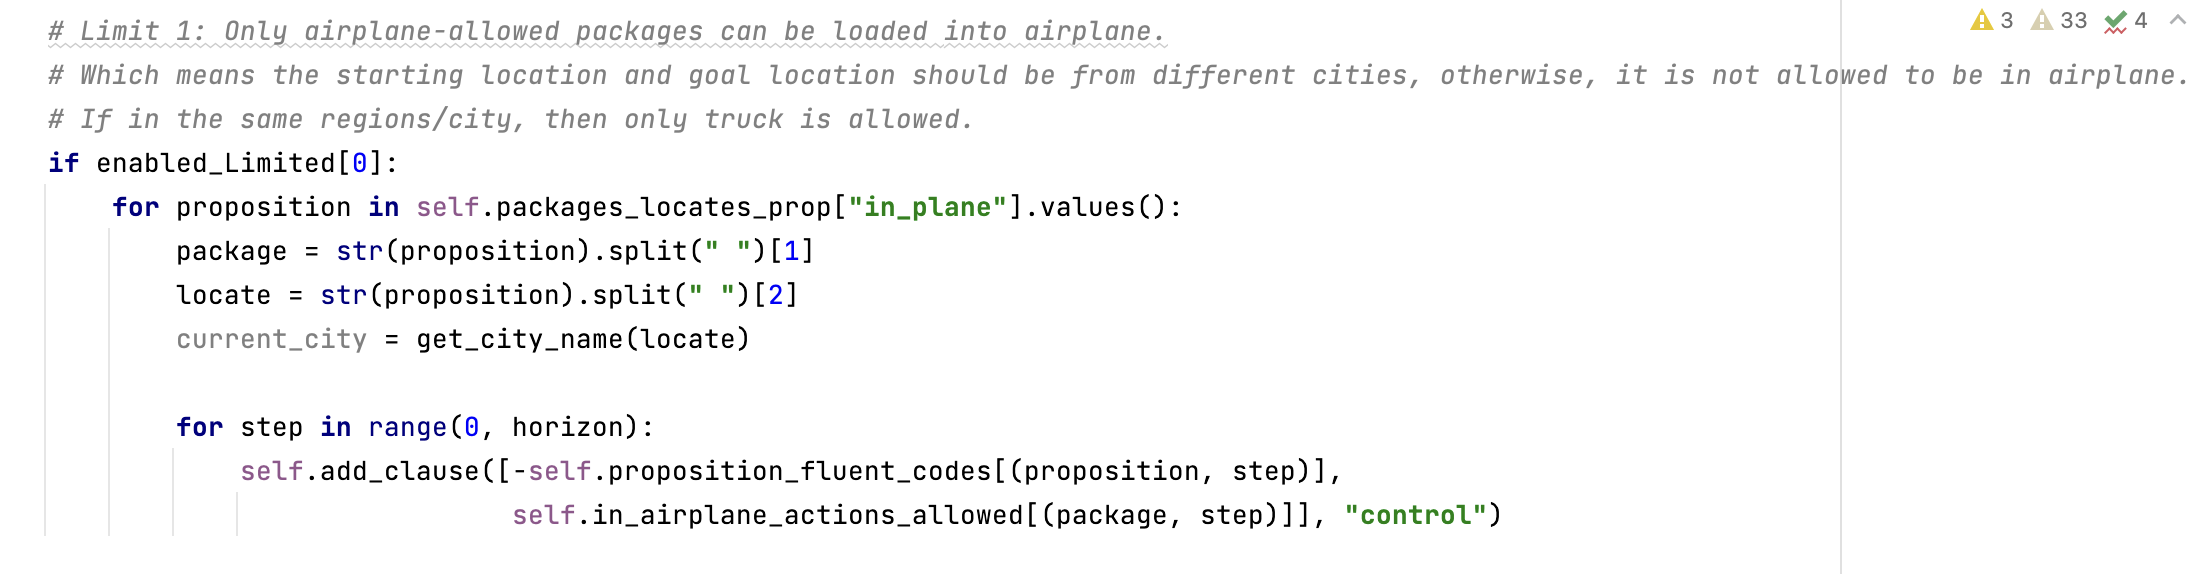 # Limit 1: Only airplane-allowed packages can be loaded into airplane.
3 33 4
# Which means the starting location and goal location should be from different cities, otherwise, it is not allowed to be in airplane.
# If in the same regions/city, then only truck is allowed.
if enabled_Limited[0]:
    for proposition in self.packages_locates_prop["in_plane"].values():
        package = str(proposition).split(" ")[1]
        locate = str(proposition).split(" ")[2]
        current_city = get_city_name(locate)

        for step in range(0, horizon):
            self.add_clause([-self.proposition_fluent_codes[(proposition, step)],
                             self.in_airplane_actions_allowed[(package, step)]], "control")